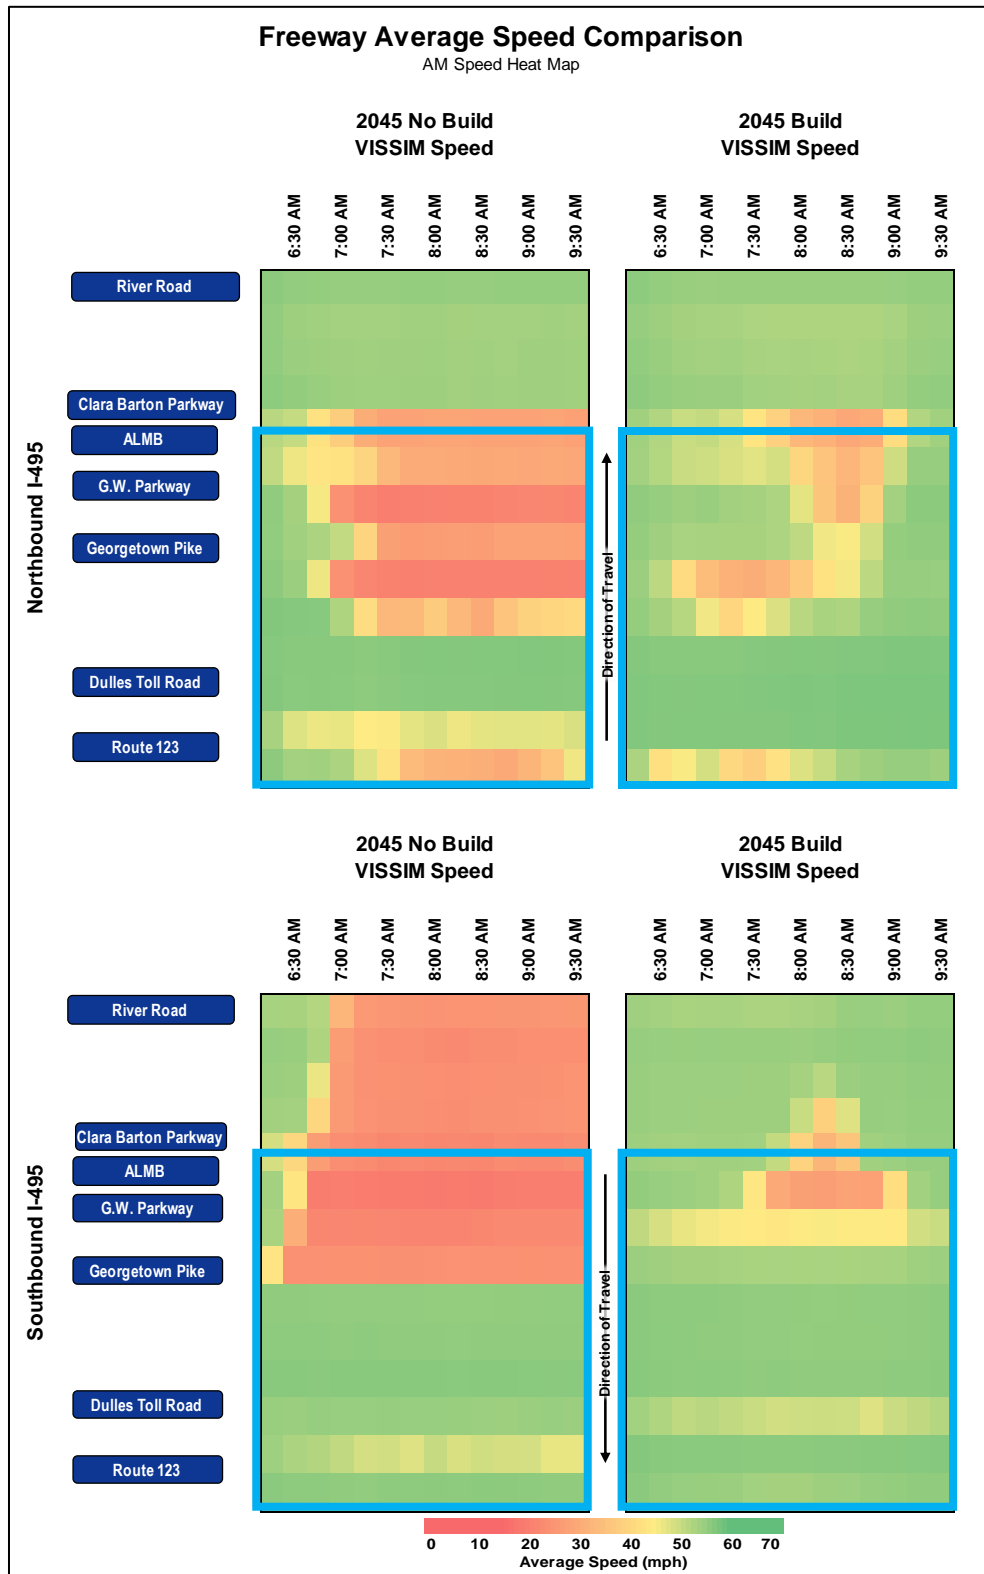 Freeway Average Speed Comparison
AM Speed Heat Map
2045 No Build
VISSIM Speed
2045 Build
VISSIM Speed
6:30 AM
7:00 AM
7:30 AM
8:00 AM
8:30 AM
9:00 AM
9:30 AM
6:30 AM
7:00 AM
7:30 AM
8:00 AM
8:30 AM
9:00 AM
9:30 AM
Northbound I-495
River Road
Clara Barton Parkway
ALMB
G.W. Parkway
Georgetown Pike
Dulles Toll Road
Route 123
Direction of Travel
2045 No Build
VISSIM Speed
2045 Build
VISSIM Speed
6:30 AM
7:00 AM
7:30 AM
8:00 AM
8:30 AM
9:00 AM
9:30 AM
6:30 AM
7:00 AM
7:30 AM
8:00 AM
8:30 AM
9:00 AM
9:30 AM
Southbound I-495
River Road
Clara Barton Parkway
ALMB
G.W. Parkway
Georgetown Pike
Dulles Toll Road
Route 123
Direction of Travel
0 10 20 30 40 50 60 70
Average Speed (mph)